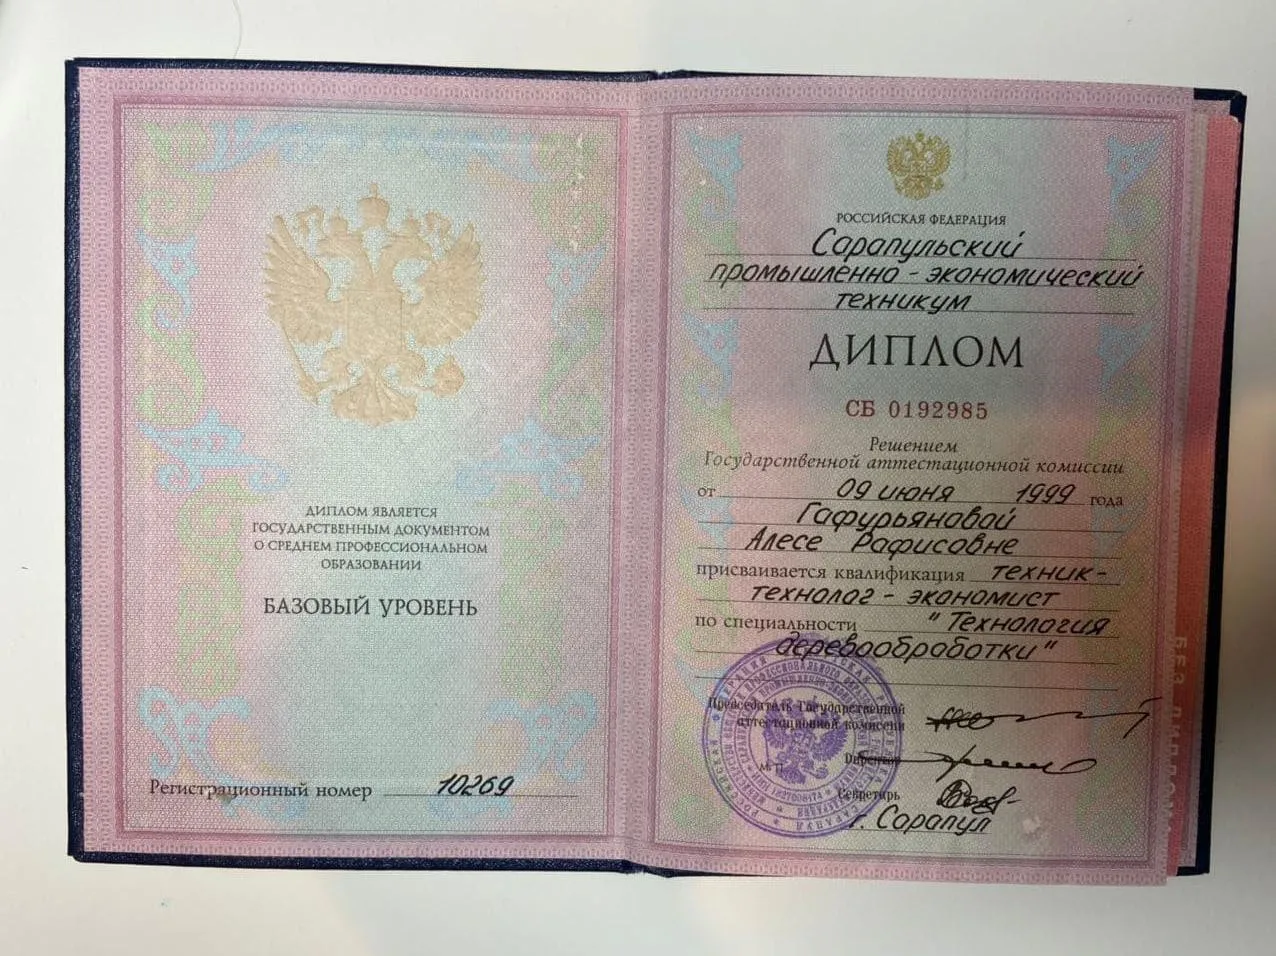 ДИПЛОМ ЯВЛЯЕТСЯ
ГОСУДАРСТВЕННЫМ ДОКУМЕНТОМ
О СРЕДНЕМ ПРОФЕССИОНАЛЬНОМ
ОБРАЗОВАНИИ
БАЗОВЫЙ УРОВЕНЬ
Регистрационный номер 10269
РОССИЙСКАЯ ФЕДЕРАЦИЯ
Сарапульский
промышленно - экономический
техникум
ДИПЛОМ
СБ 0192985
Решением
Государственной аттестационной комиссии
от 09 июня 1999 года
Гафурьяновой
Алесе Рафисовне
присваивается квалификация техник-
технолог - экономист
по специальности "Технология
деревообработки"
Председатель Государственной
аттестационной комиссии
Директор
М.П.
Секретарь
г. Сарапул
БЕЗ ДИПЛОМА